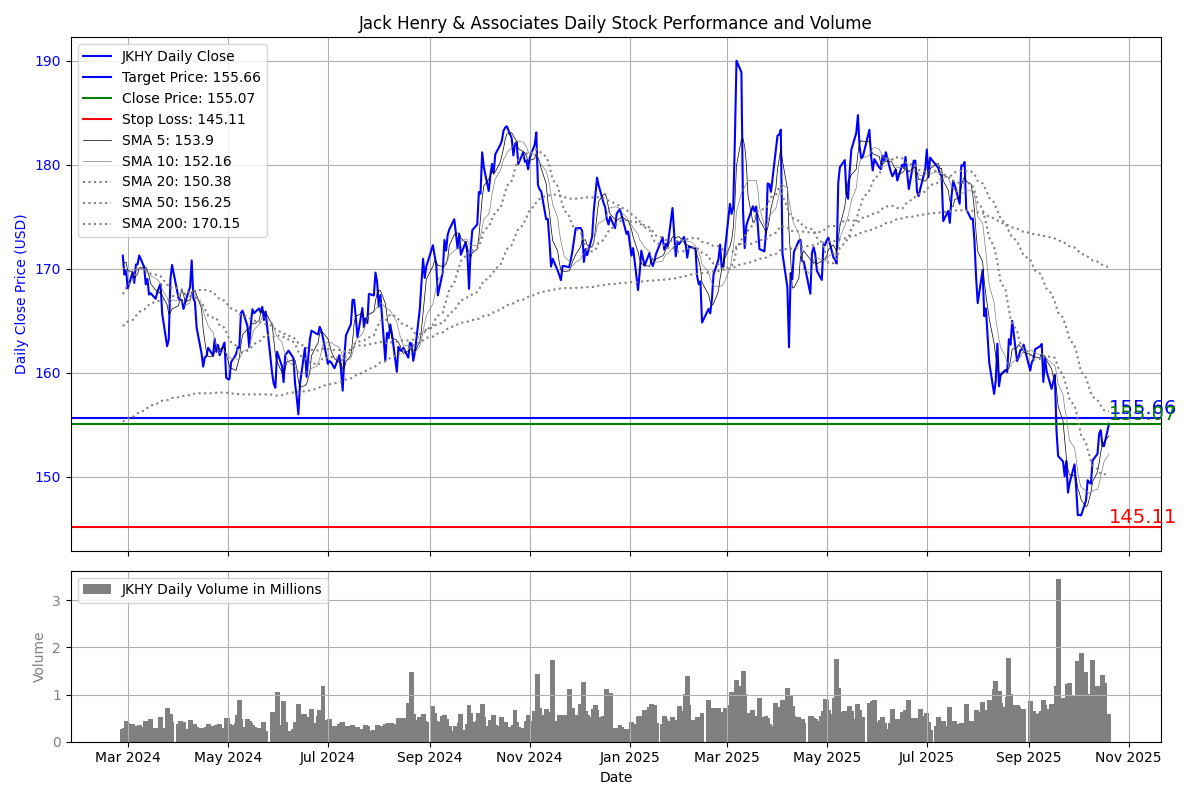 Jack Henry & Associates Daily Stock Performance and Volume
JKHY Daily Close
Target Price: 155.66
Close Price: 155.07
Stop Loss: 145.11
SMA 5: 153.9
SMA 10: 152.16
SMA 20: 150.38
SMA 50: 156.25
SMA 200: 170.15
190
180
170
160
150
Daily Close Price (USD)
155.66
155.07
145.11
JKHY Daily Volume in Millions
3
2
1
0
Volume
Mar 2024 May 2024 Jul 2024 Sep 2024 Nov 2024 Jan 2025 Mar 2025 May 2025 Jul 2025 Sep 2025 Nov 2025
Date